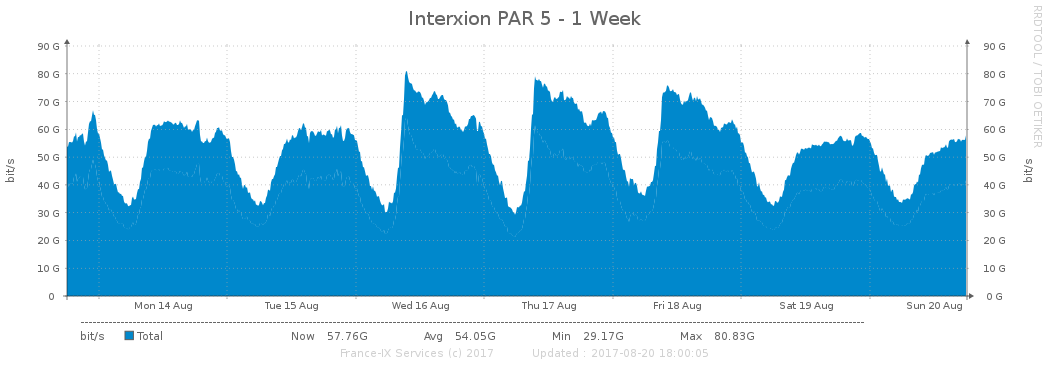 Interxion PAR 5 - 1 Week
RRDTOOL / TOBI OETIKER
90 G 90 G
80 G 80 G
70 G 70 G
60 G 60 G
50 G 50 G
40 G 40 G
30 G 30 G
20 G 20 G
10 G 10 G
0 0 G
bit/s
bit/s
Mon 14 Aug Tue 15 Aug Wed 16 Aug Thu 17 Aug Fri 18 Aug Sat 19 Aug Sun 20 Aug
bit/s Total Now 57.76G Avg 54.05G Min 29.17G Max 80.83G
France-IX Services (c) 2017 Updated : 2017-08-20 18:00:05